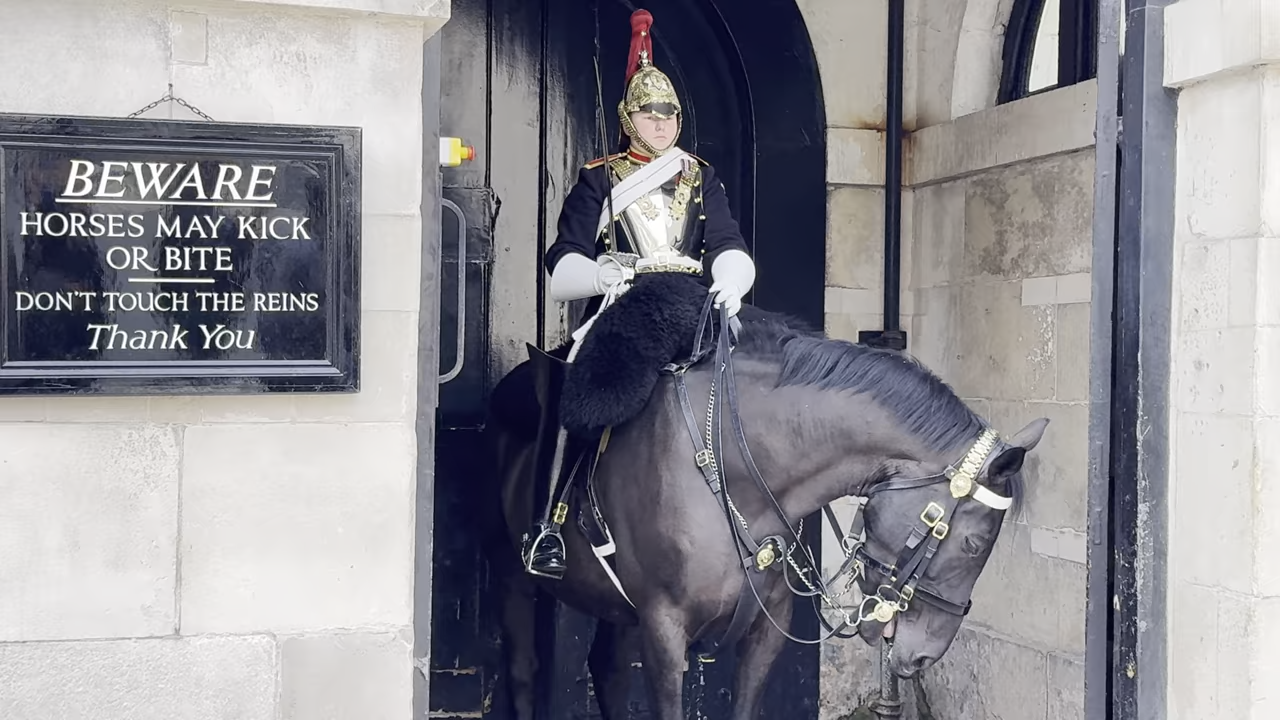 BEWARE
HORSES MAY KICK
OR BITE
DON'T TOUCH THE REINS
Thank You